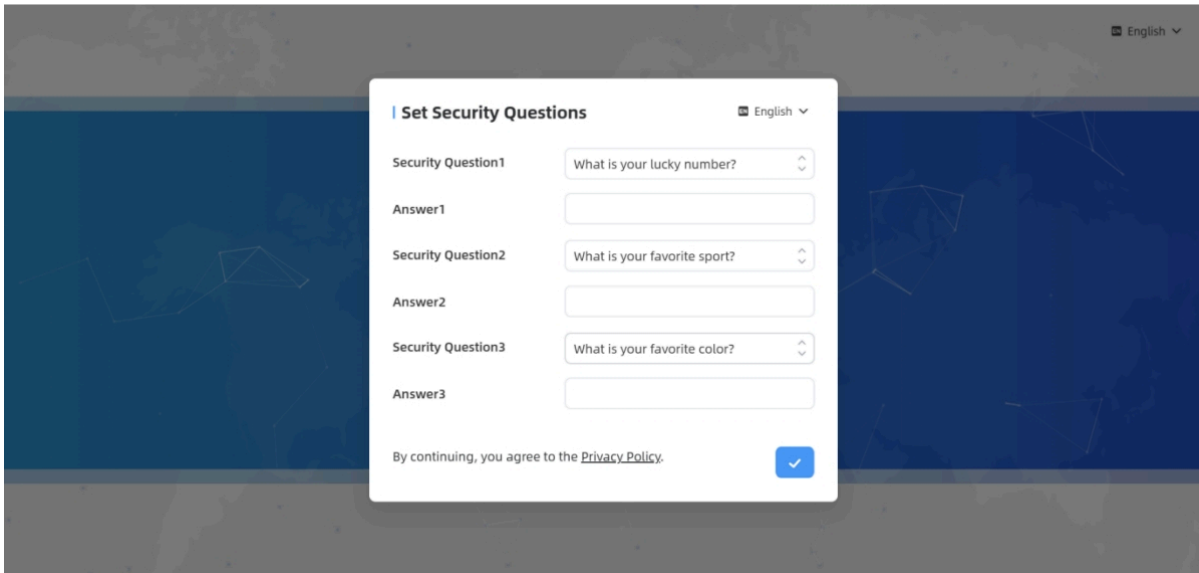 English
Set Security Questions
English
Security Question1
What is your lucky number?
Answer1
Security Question2
What is your favorite sport?
Answer2
Security Question3
What is your favorite color?
Answer3
By continuing, you agree to the Privacy Policy.